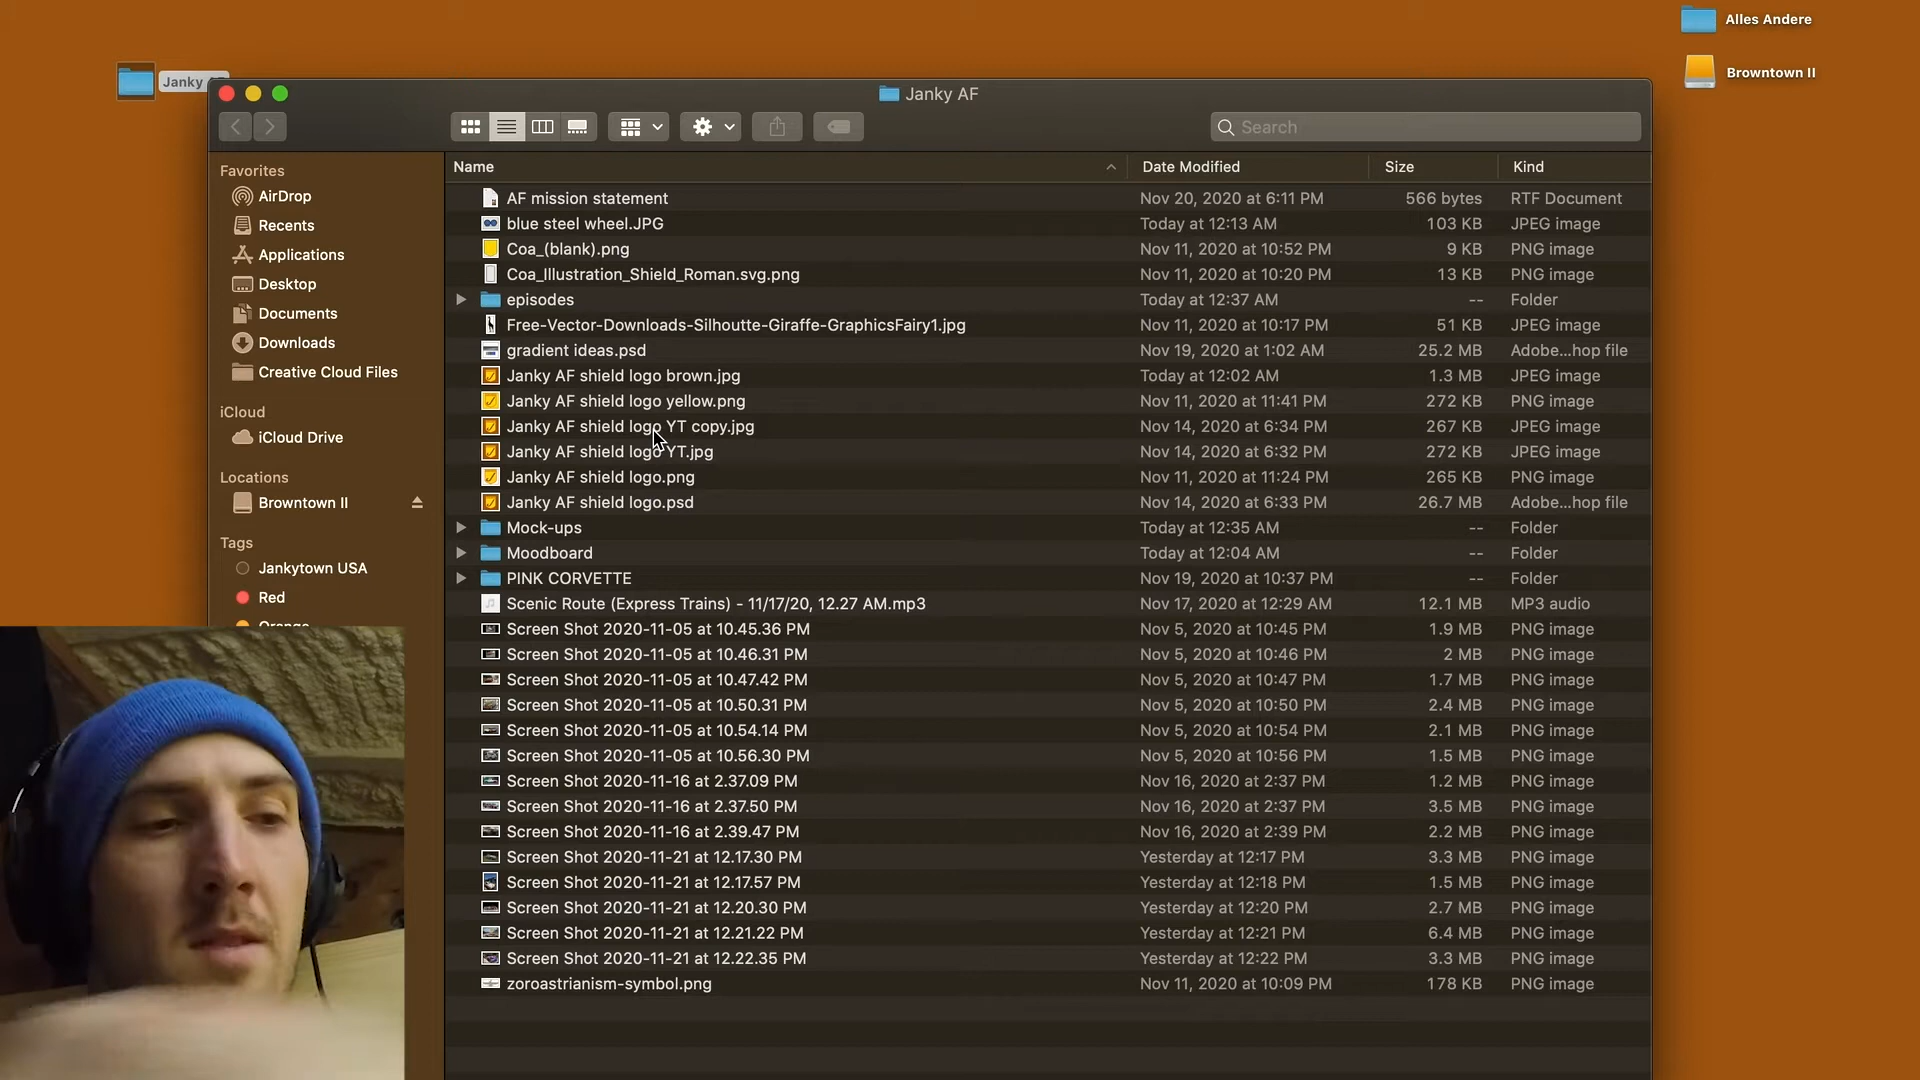 Alles Andere
Browntown II
Janky
Janky AF
Search
Name Date Modified Size Kind
Favorites
AirDrop
Recents
Applications
Desktop
Documents
Downloads
Creative Cloud Files
iCloud
iCloud Drive
Locations
Browntown II
Tags
Jankytown USA
Red
Orange
AF mission statement Nov 20, 2020 at 6:11 PM 566 bytes RTF Document
blue steel wheel.JPG Today at 12:13 AM 103 KB JPEG image
Coa_(blank).png Nov 11, 2020 at 10:52 PM 9 KB PNG image
Coa_Illustration_Shield_Roman.svg.png Nov 11, 2020 at 10:20 PM 13 KB PNG image
episodes Today at 12:37 AM -- Folder
Free-Vector-Downloads-Silhoutte-Giraffe-GraphicsFairy1.jpg Nov 11, 2020 at 10:17 PM 51 KB JPEG image
gradient ideas.psd Nov 19, 2020 at 1:02 AM 25.2 MB Adobe...hop file
Janky AF shield logo brown.jpg Today at 12:02 AM 1.3 MB JPEG image
Janky AF shield logo yellow.png Nov 11, 2020 at 11:41 PM 272 KB PNG image
Janky AF shield logo YT copy.jpg Nov 14, 2020 at 6:34 PM 267 KB JPEG image
Janky AF shield logo YT.jpg Nov 14, 2020 at 6:32 PM 272 KB JPEG image
Janky AF shield logo.png Nov 11, 2020 at 11:24 PM 265 KB PNG image
Janky AF shield logo.psd Nov 14, 2020 at 6:33 PM 26.7 MB Adobe...hop file
Mock-ups Today at 12:35 AM -- Folder
Moodboard Today at 12:04 AM -- Folder
PINK CORVETTE Nov 19, 2020 at 10:37 PM -- Folder
Scenic Route (Express Trains) - 11/17/20, 12.27 AM.mp3 Nov 17, 2020 at 12:29 AM 12.1 MB MP3 audio
Screen Shot 2020-11-05 at 10.45.36 PM Nov 5, 2020 at 10:45 PM 1.9 MB PNG image
Screen Shot 2020-11-05 at 10.46.31 PM Nov 5, 2020 at 10:46 PM 2 MB PNG image
Screen Shot 2020-11-05 at 10.47.42 PM Nov 5, 2020 at 10:47 PM 1.7 MB PNG image
Screen Shot 2020-11-05 at 10.50.31 PM Nov 5, 2020 at 10:50 PM 2.4 MB PNG image
Screen Shot 2020-11-05 at 10.54.14 PM Nov 5, 2020 at 10:54 PM 2.1 MB PNG image
Screen Shot 2020-11-05 at 10.56.30 PM Nov 5, 2020 at 10:56 PM 1.5 MB PNG image
Screen Shot 2020-11-16 at 2.37.09 PM Nov 16, 2020 at 2:37 PM 1.2 MB PNG image
Screen Shot 2020-11-16 at 2.37.50 PM Nov 16, 2020 at 2:37 PM 3.5 MB PNG image
Screen Shot 2020-11-16 at 2.39.47 PM Nov 16, 2020 at 2:39 PM 2.2 MB PNG image
Screen Shot 2020-11-21 at 12.17.30 PM Yesterday at 12:17 PM 3.3 MB PNG image
Screen Shot 2020-11-21 at 12.17.57 PM Yesterday at 12:18 PM 1.5 MB PNG image
Screen Shot 2020-11-21 at 12.20.30 PM Yesterday at 12:20 PM 2.7 MB PNG image
Screen Shot 2020-11-21 at 12.21.22 PM Yesterday at 12:21 PM 6.4 MB PNG image
Screen Shot 2020-11-21 at 12.22.35 PM Yesterday at 12:22 PM 3.3 MB PNG image
zoroastrianism-symbol.png Nov 11, 2020 at 10:09 PM 178 KB PNG image